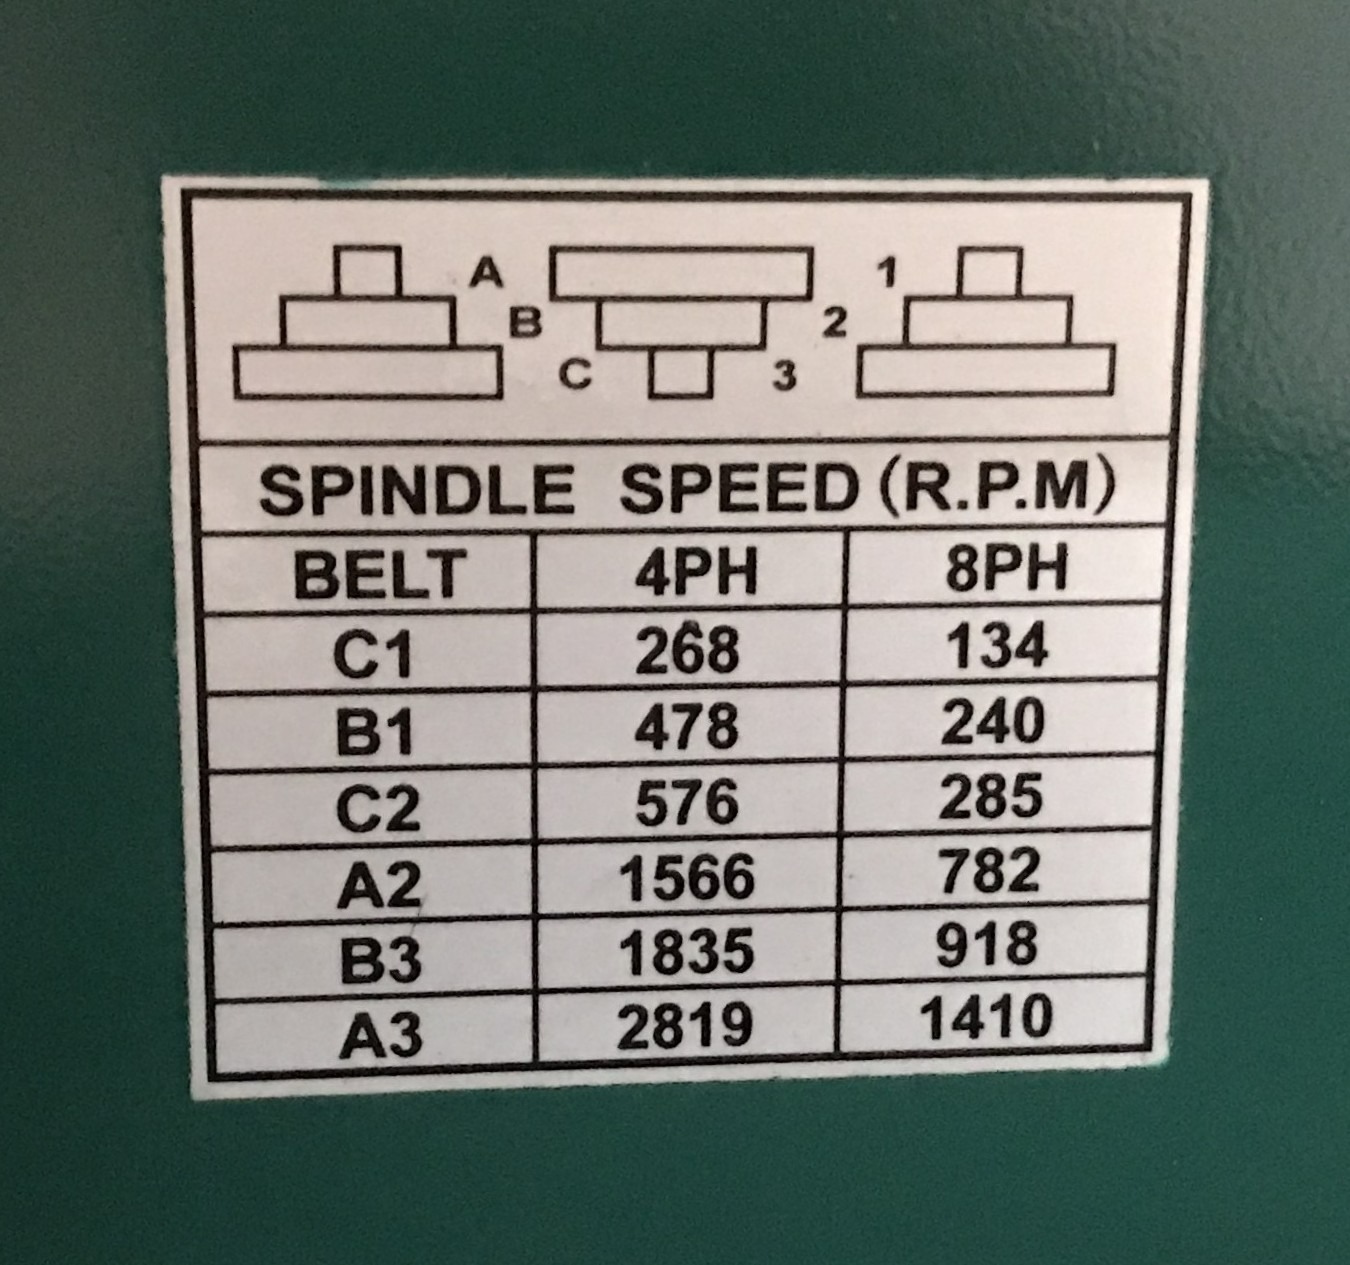 A 1
B 2
C 3
SPINDLE SPEED (R.P.M)
BELT 4PH 8PH
C1 268 134
B1 478 240
C2 576 285
A2 1566 782
B3 1835 918
A3 2819 1410